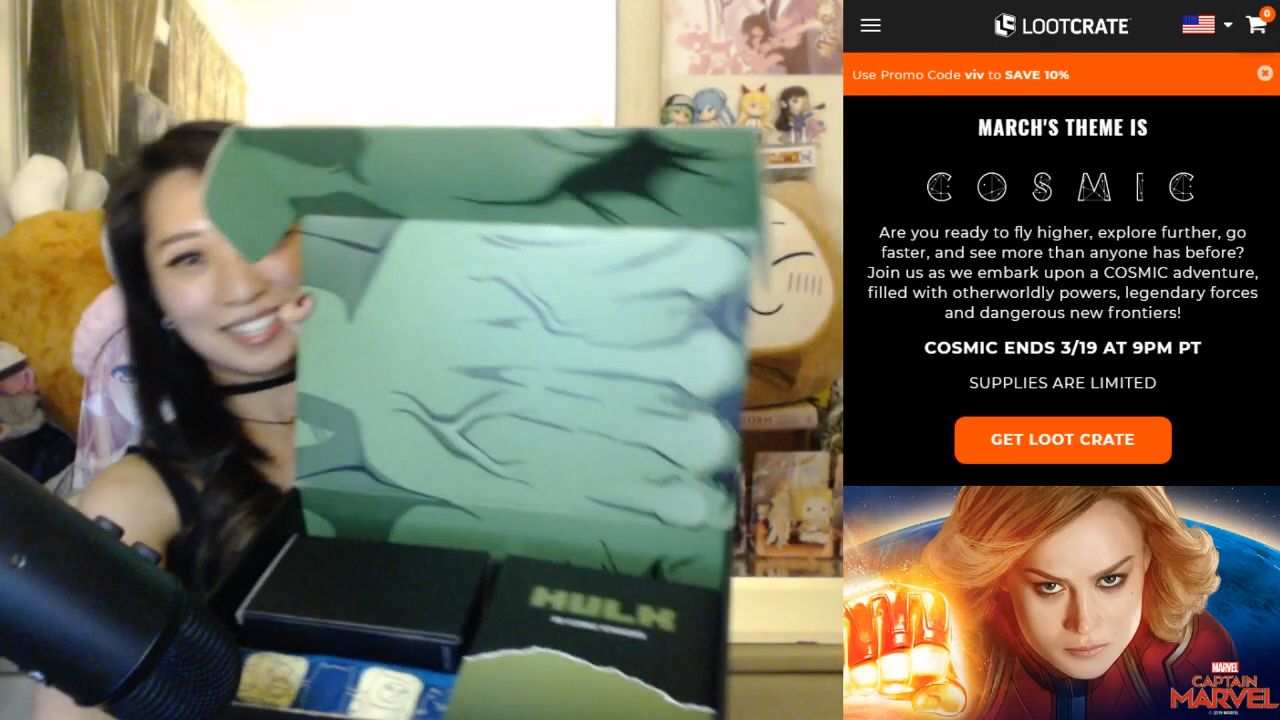 LOOTCRATE
0
Use Promo Code viv to SAVE 10%
MARCH'S THEME IS
COSMIC
Are you ready to fly higher, explore further, go
faster, and see more than anyone has before?
Join us as we embark upon a COSMIC adventure,
filled with otherworldly powers, legendary forces
and dangerous new frontiers!
COSMIC ENDS 3/19 AT 9PM PT
SUPPLIES ARE LIMITED
GET LOOT CRATE
HULK
MARVEL
CAPTAIN
MARVEL
© 2019 MARVEL